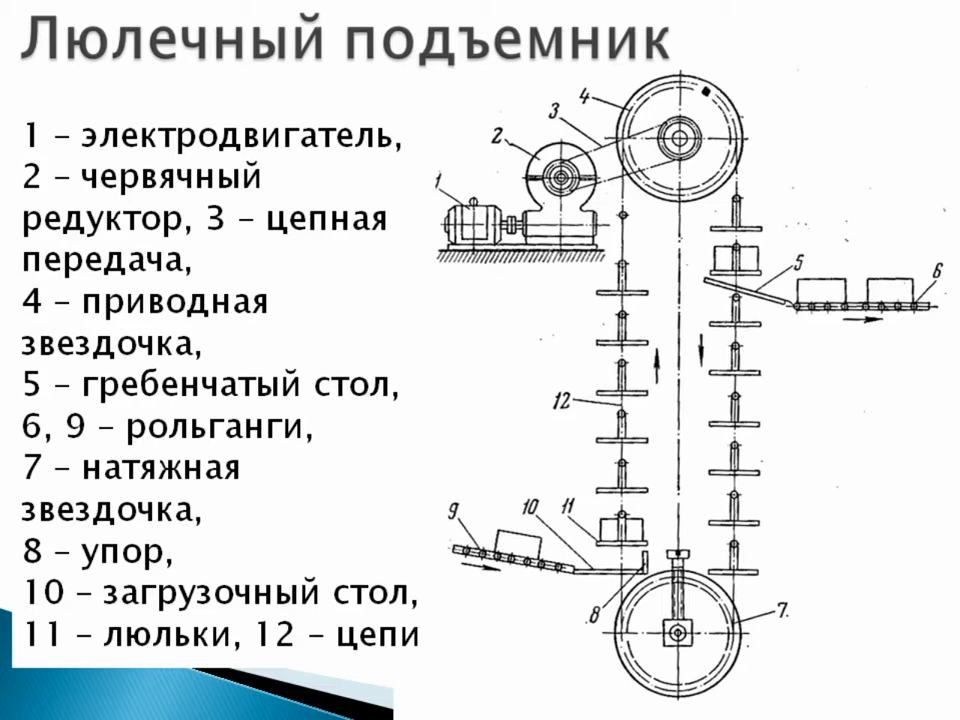 Люлечный подъемник
1 – электродвигатель,
2 – червячный
редуктор, 3 – цепная
передача,
4 – приводная
звездочка,
5 – гребенчатый стол,
6, 9 – рольганги,
7 – натяжная
звездочка,
8 – упор,
10 – загрузочный стол,
11 – люльки, 12 – цепи
4
3
2
1
5
6
12
9
10
11
8
7.